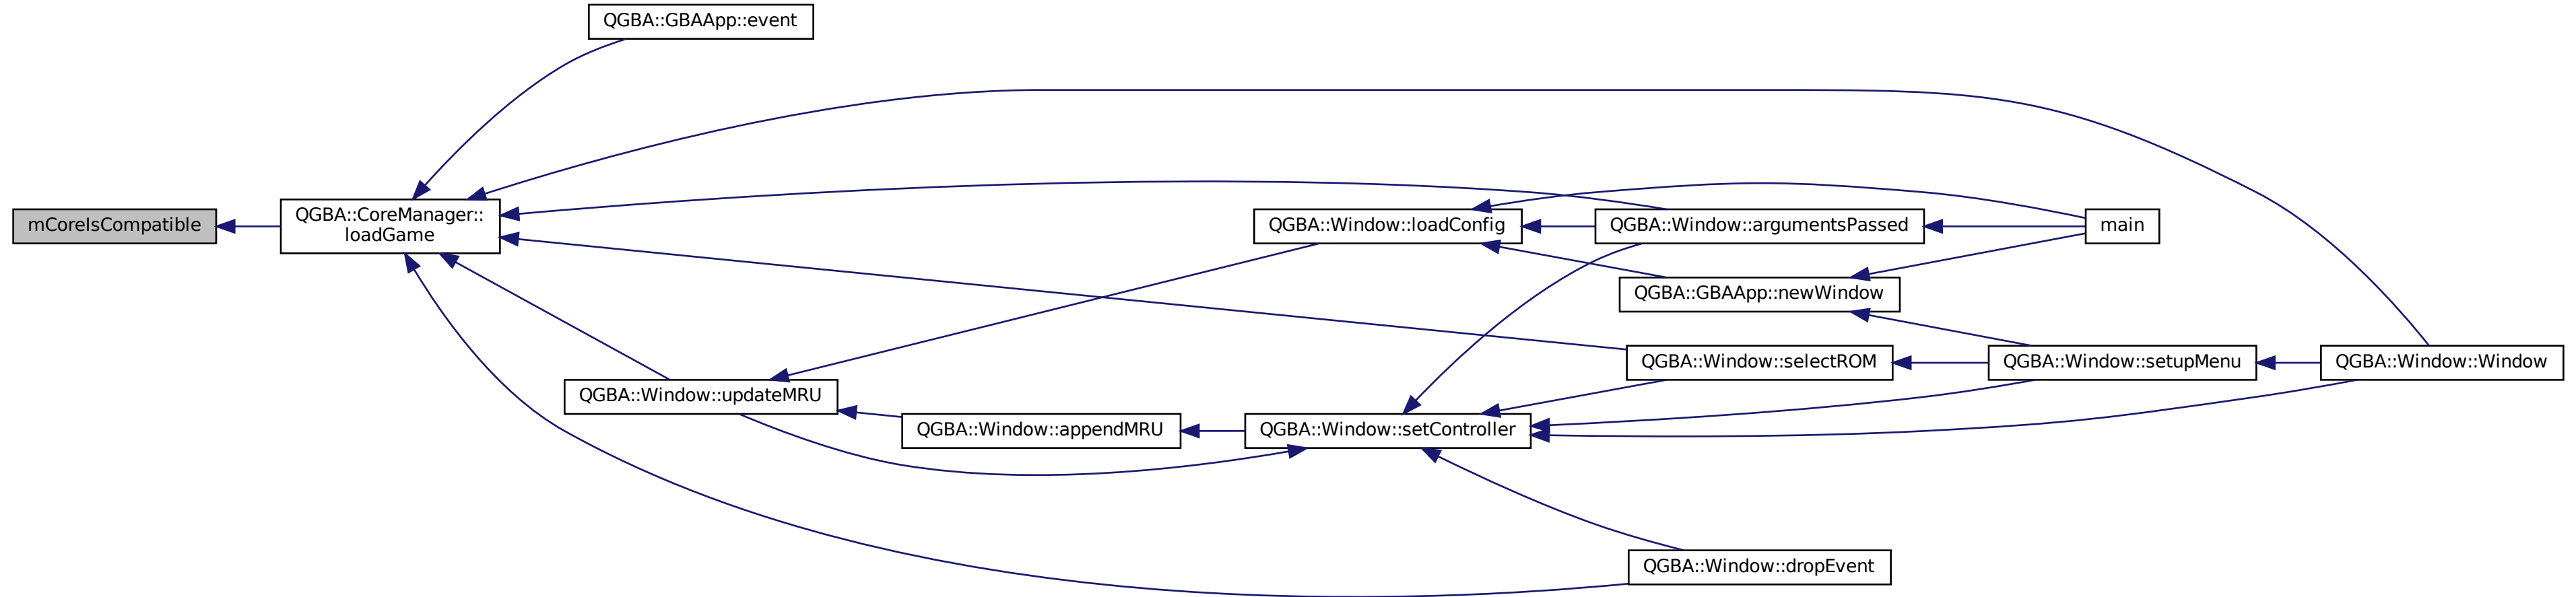 QGBA::GBAApp::event
mCoreIsCompatible
QGBA::CoreManager::
loadGame
QGBA::Window::loadConfig
QGBA::Window::argumentsPassed
main
QGBA::GBAApp::newWindow
QGBA::Window::selectROM
QGBA::Window::setupMenu
QGBA::Window::Window
QGBA::Window::updateMRU
QGBA::Window::appendMRU
QGBA::Window::setController
QGBA::Window::dropEvent